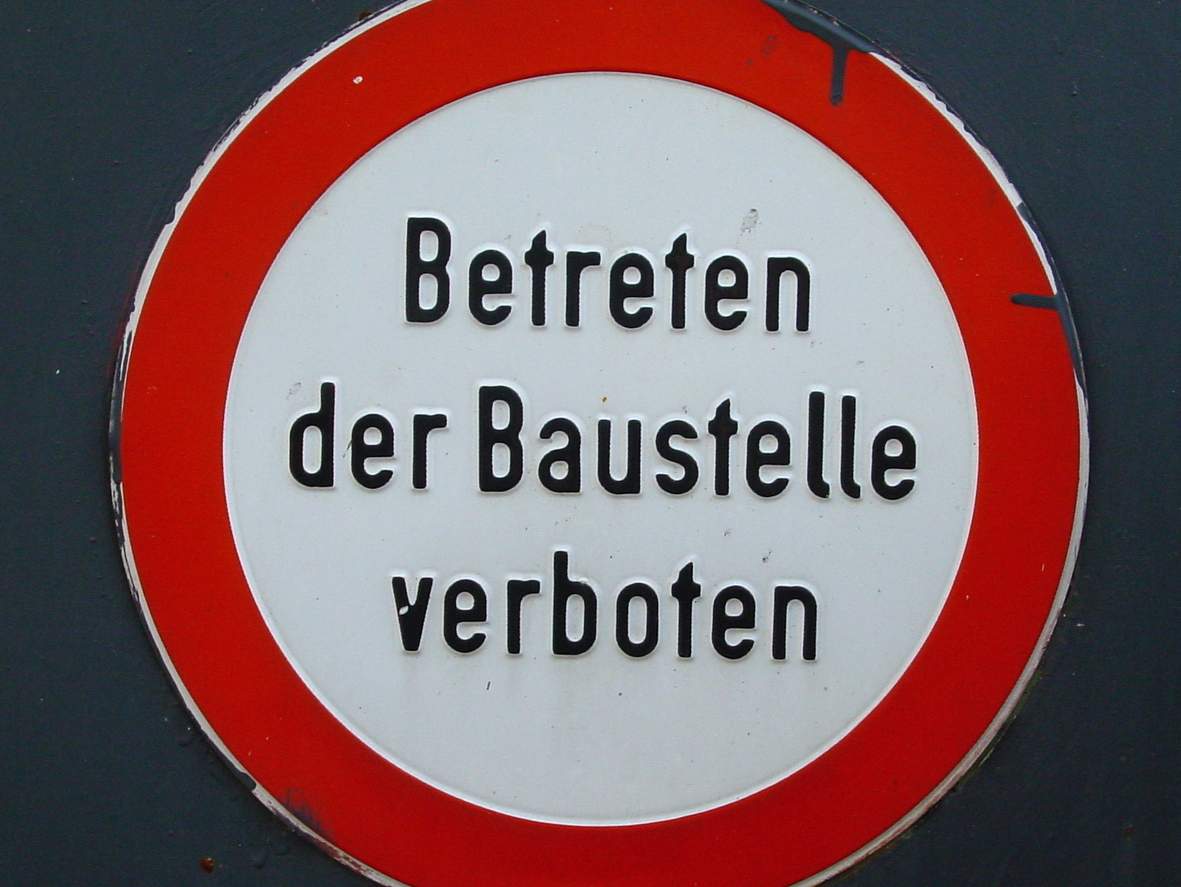 Betreten
der Baustelle
verboten